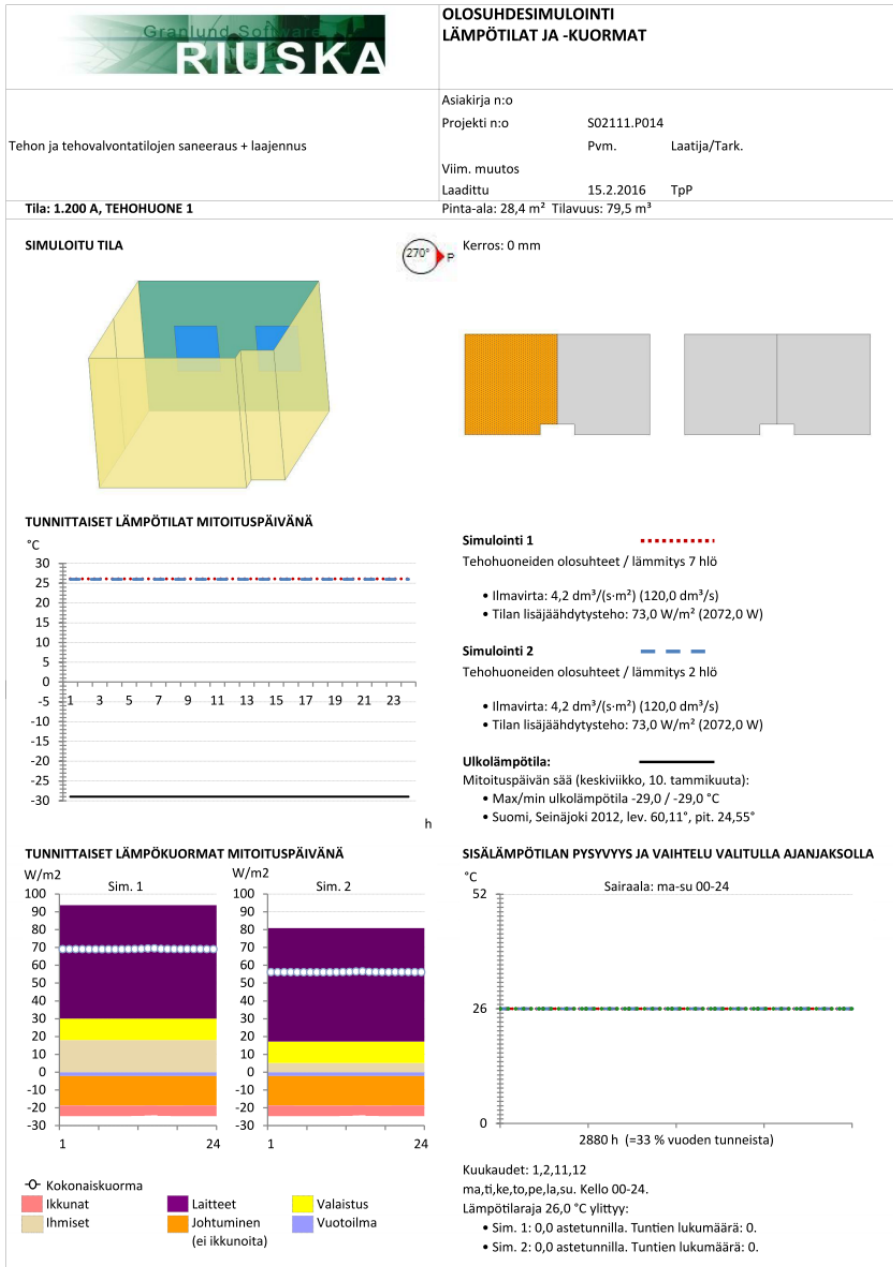 Granlund Software
RIUSKA
OLOSUHDESIMULOINTI
LÄMPÖTILAT JA -KUORMAT
Tehon ja tehovalvontatilojen saneeraus + laajennus
Asiakirja n:o
Projekti n:o S02111.P014
Pvm. Laatija/Tark.
Viim. muutos
Laadittu 15.2.2016 TpP
Tila: 1.200 A, TEHOHUONE 1
Pinta-ala: 28,4 m² Tilavuus: 79,5 m³
SIMULOITU TILA
270° P
Kerros: 0 mm
TUNNITTAISET LÄMPÖTILAT MITOITUSPÄIVÄNÄ
°C
30
25
20
15
10
5
0
-5
-10
-15
-20
-25
-30
1 3 5 7 9 11 13 15 17 19 21 23
h
Simulointi 1
Tehohuoneiden olosuhteet / lämmitys 7 hlö
• Ilmavirta: 4,2 dm³/(s·m²) (120,0 dm³/s)
• Tilan lisäjäähdytysteho: 73,0 W/m² (2072,0 W)
Simulointi 2
Tehohuoneiden olosuhteet / lämmitys 2 hlö
• Ilmavirta: 4,2 dm³/(s·m²) (120,0 dm³/s)
• Tilan lisäjäähdytysteho: 73,0 W/m² (2072,0 W)
Ulkolämpötila:
Mitoituspäivän sää (keskiviikko, 10. tammikuuta):
• Max/min ulkolämpötila -29,0 / -29,0 °C
• Suomi, Seinäjoki 2012, lev. 60,11°, pit. 24,55°
TUNNITTAISET LÄMPÖKUORMAT MITOITUSPÄIVÄNÄ
W/m2
Sim. 1
100
90
80
70
60
50
40
30
20
10
0
-10
-20
-30
1 24
W/m2
Sim. 2
100
90
80
70
60
50
40
30
20
10
0
-10
-20
-30
1 24
Kokonaiskuorma
Ikkunat
Laitteet
Valaistus
Ihmiset
Johtuminen
(ei ikkunoita)
Vuotoilma
SISÄLÄMPÖTILAN PYSYVYYS JA VAIHTELU VALITULLA AJANJAKSOLLA
°C
Sairaala: ma-su 00-24
52
26
0
2880 h (=33 % vuoden tunneista)
Kuukaudet: 1,2,11,12
ma,ti,ke,to,pe,la,su. Kello 00-24.
Lämpötilaraja 26,0 °C ylittyy:
• Sim. 1: 0,0 astetunnilla. Tuntien lukumäärä: 0.
• Sim. 2: 0,0 astetunnilla. Tuntien lukumäärä: 0.